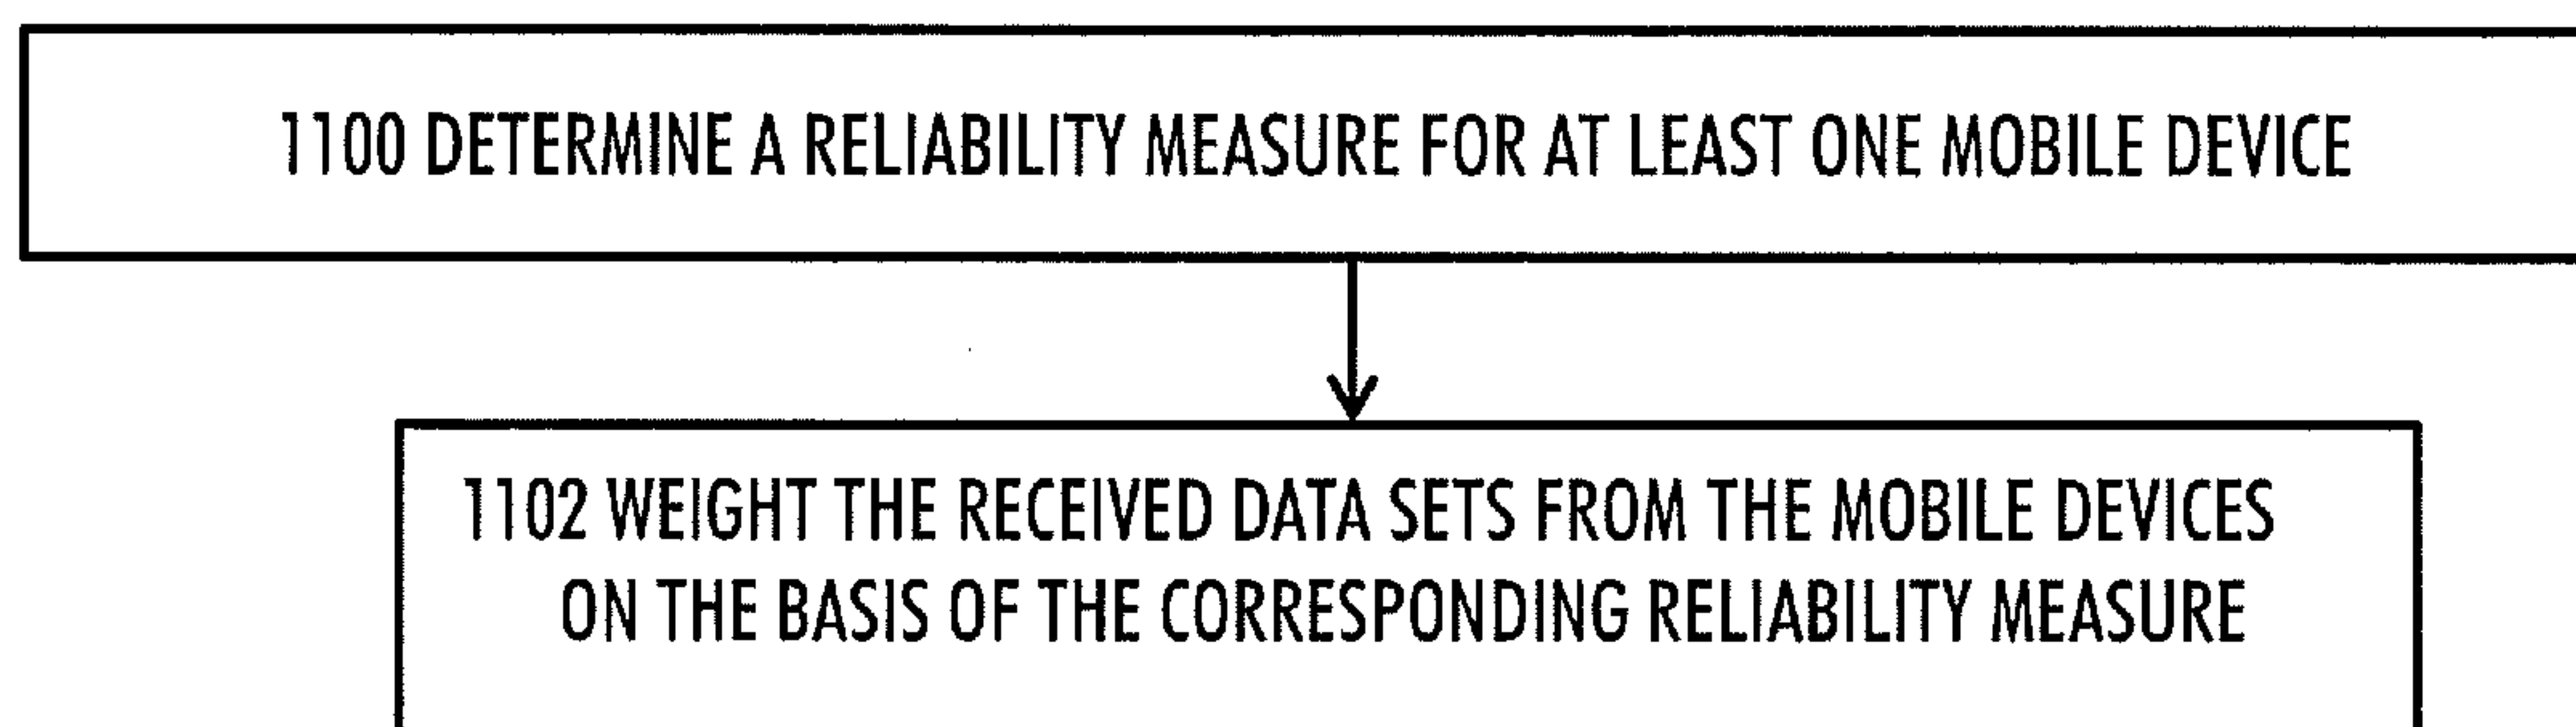 1100 DETERMINE A RELIABILITY MEASURE FOR AT LEAST ONE MOBILE DEVICE
1102 WEIGHT THE RECEIVED DATA SETS FROM THE MOBILE DEVICES
ON THE BASIS OF THE CORRESPONDING RELIABILITY MEASURE